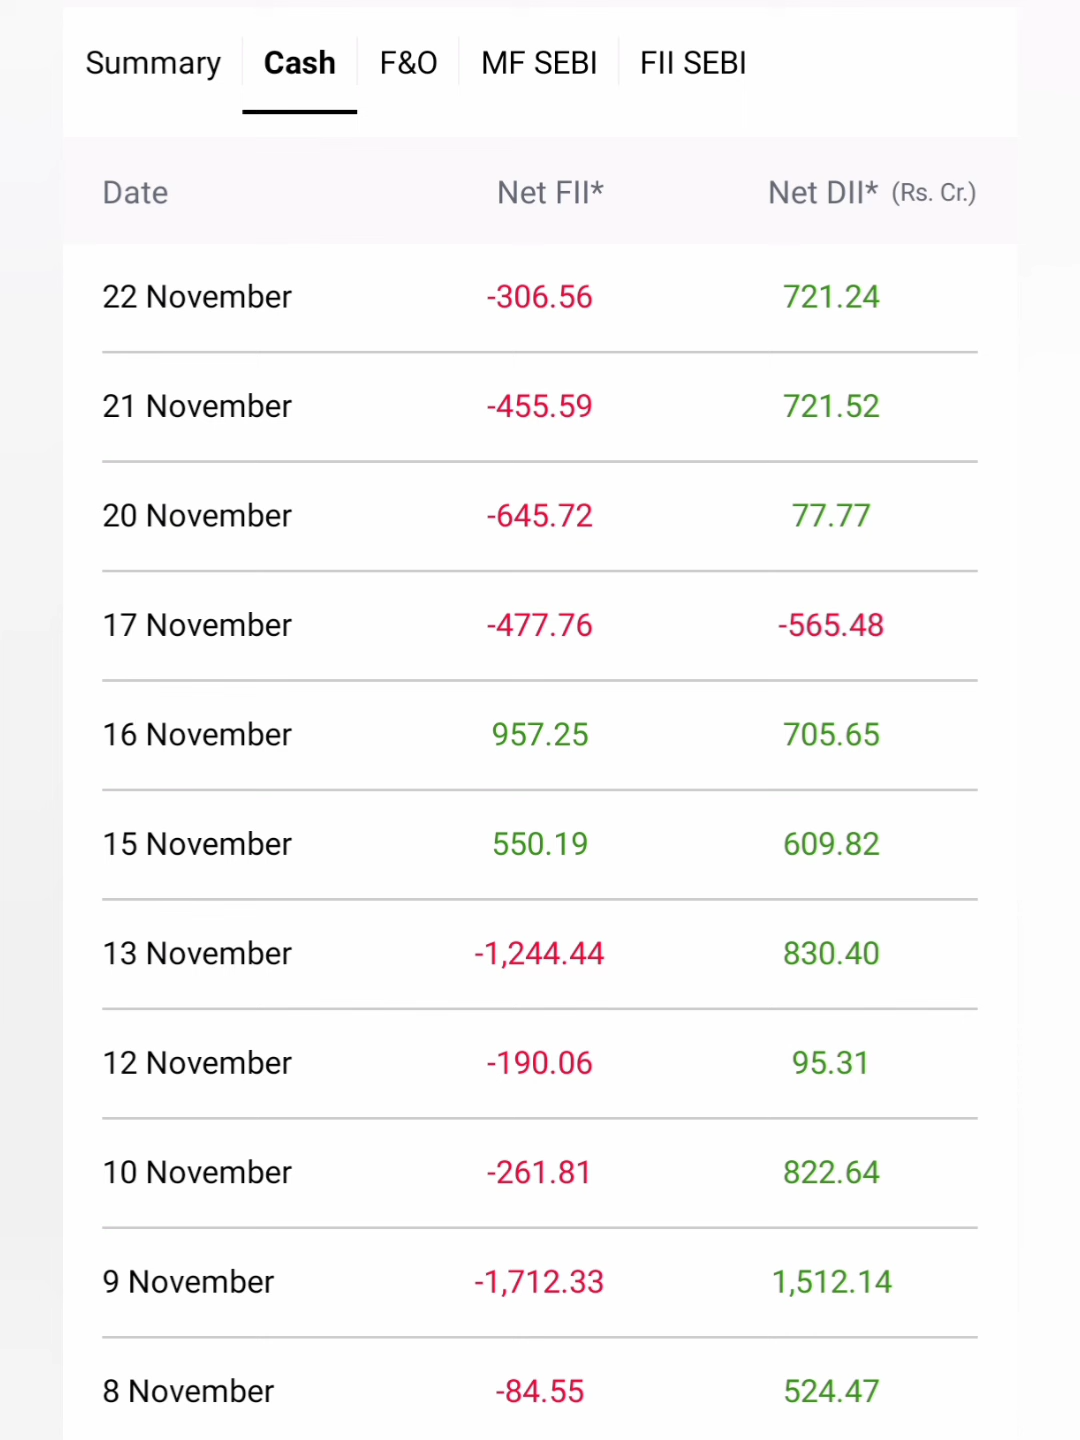 Summary Cash F&O MF SEBI FII SEBI
Date Net FII* Net DII* (Rs. Cr.)
22 November -306.56 721.24
21 November -455.59 721.52
20 November -645.72 77.77
17 November -477.76 -565.48
16 November 957.25 705.65
15 November 550.19 609.82
13 November -1,244.44 830.40
12 November -190.06 95.31
10 November -261.81 822.64
9 November -1,712.33 1,512.14
8 November -84.55 524.47